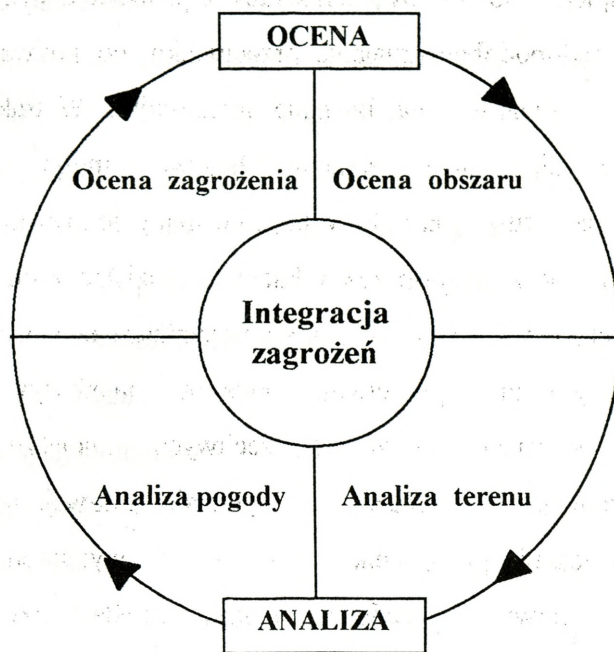 OCENA
Ocena zagrożenia
Ocena obszaru
Integracja
zagrożeń
Analiza pogody
Analiza terenu
ANALIZA